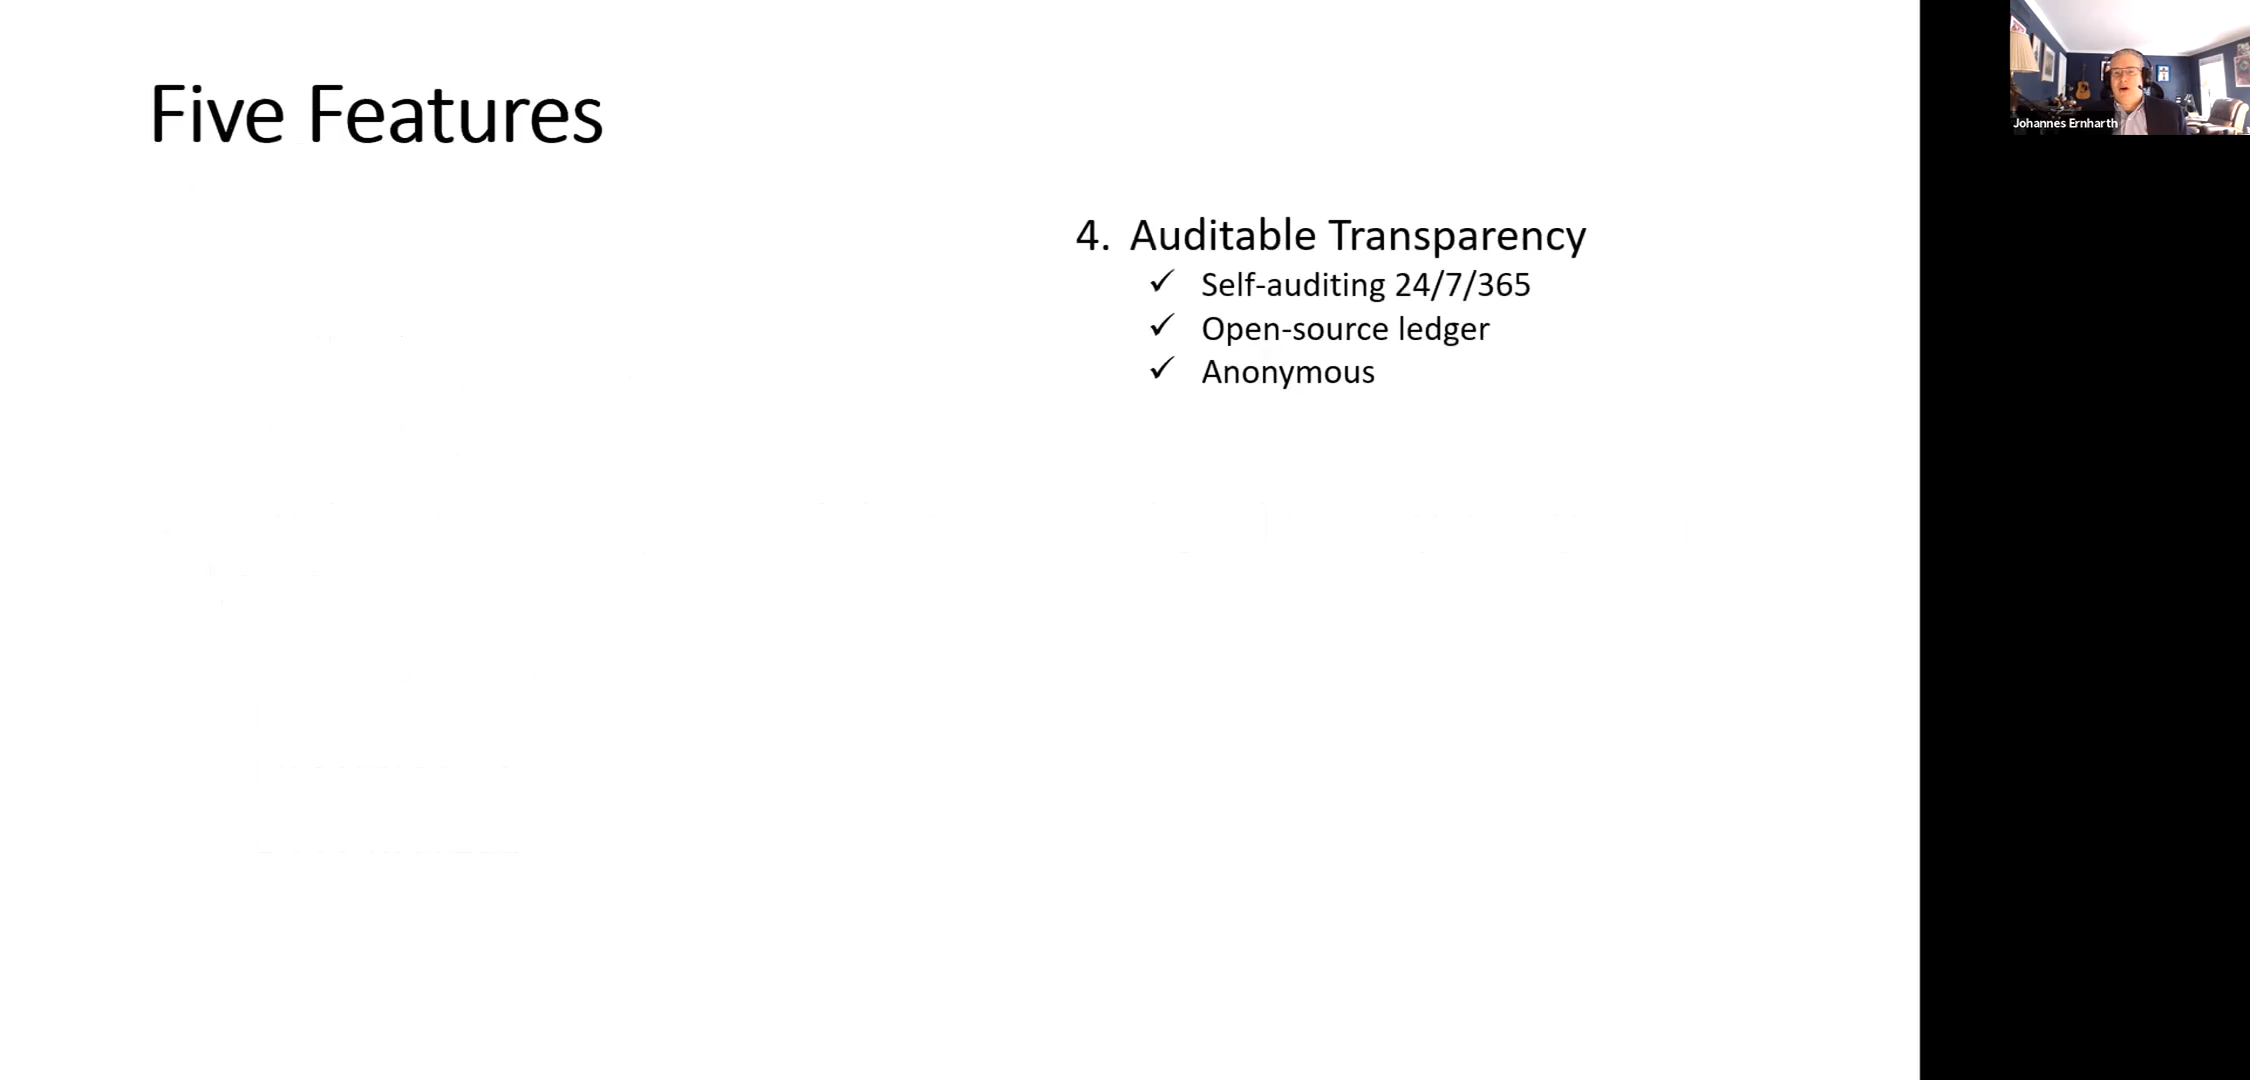 Five Features
4. Auditable Transparency
✓ Self-auditing 24/7/365
✓ Open-source ledger
✓ Anonymous
Johannes Ernharth